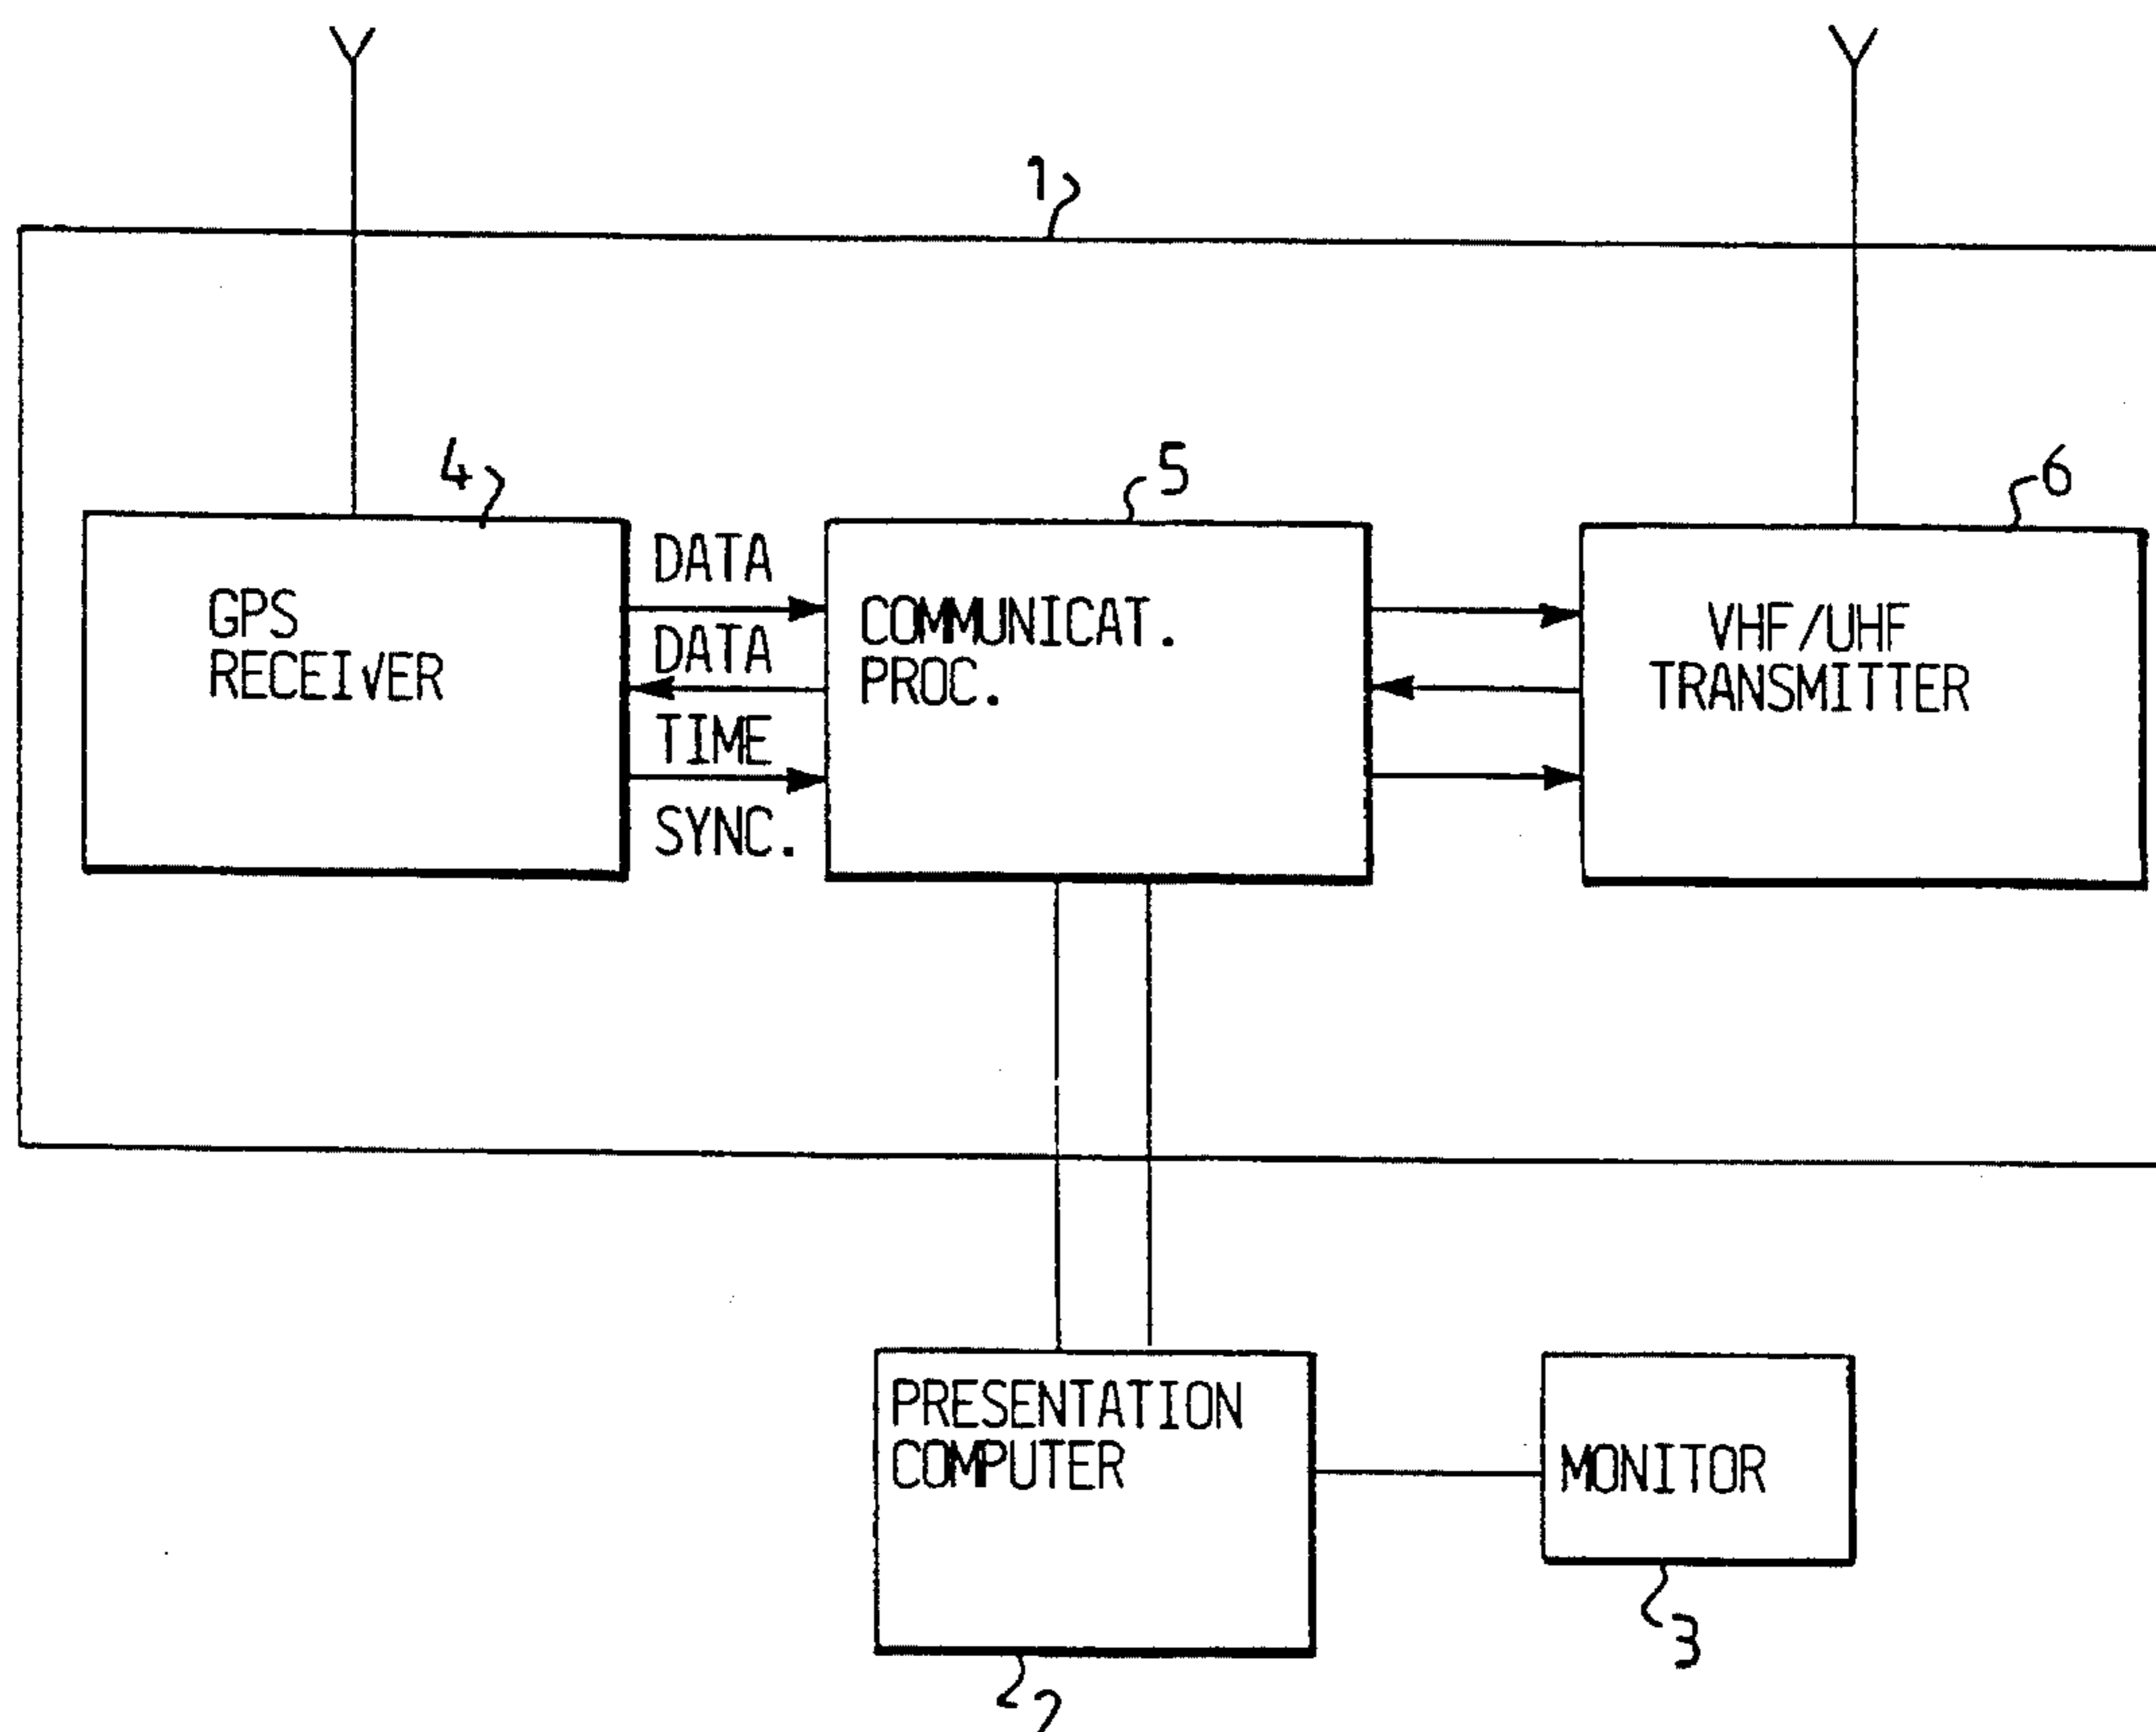 1
4
5
6
GPS
RECEIVER
DATA
DATA
TIME
SYNC.
COMMUNICAT.
PROC.
VHF/UHF
TRANSMITTER
PRESENTATION
COMPUTER
MONITOR
3
2